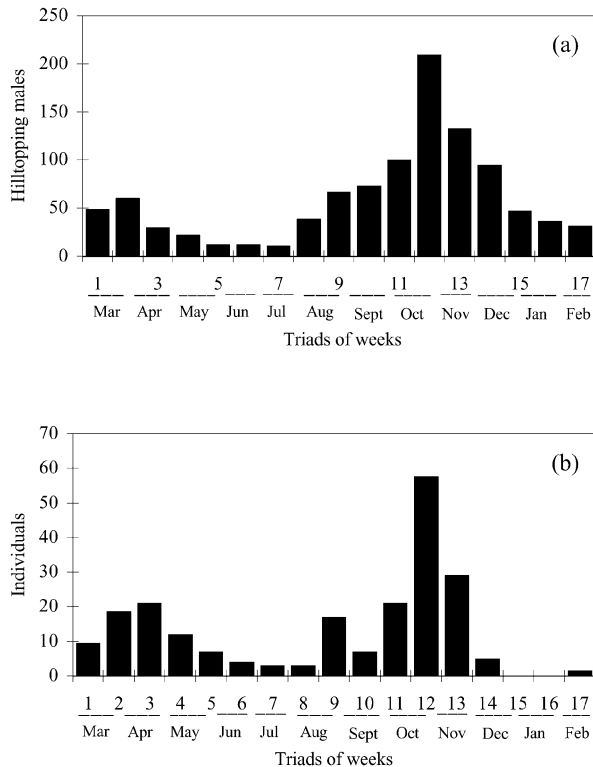 250
(a)
200
150
100
50
0
Hilltopping males
1 3 5 7 9 11 13 15 17
Mar Apr May Jun Jul Aug Sept Oct Nov Dec Jan Feb
Triads of weeks
70
(b)
60
50
40
30
20
10
0
Individuals
1 2 3 4 5 6 7 8 9 10 11 12 13 14 15 16 17
Mar Apr May Jun Jul Aug Sept Oct Nov Dec Jan Feb
Triads of weeks